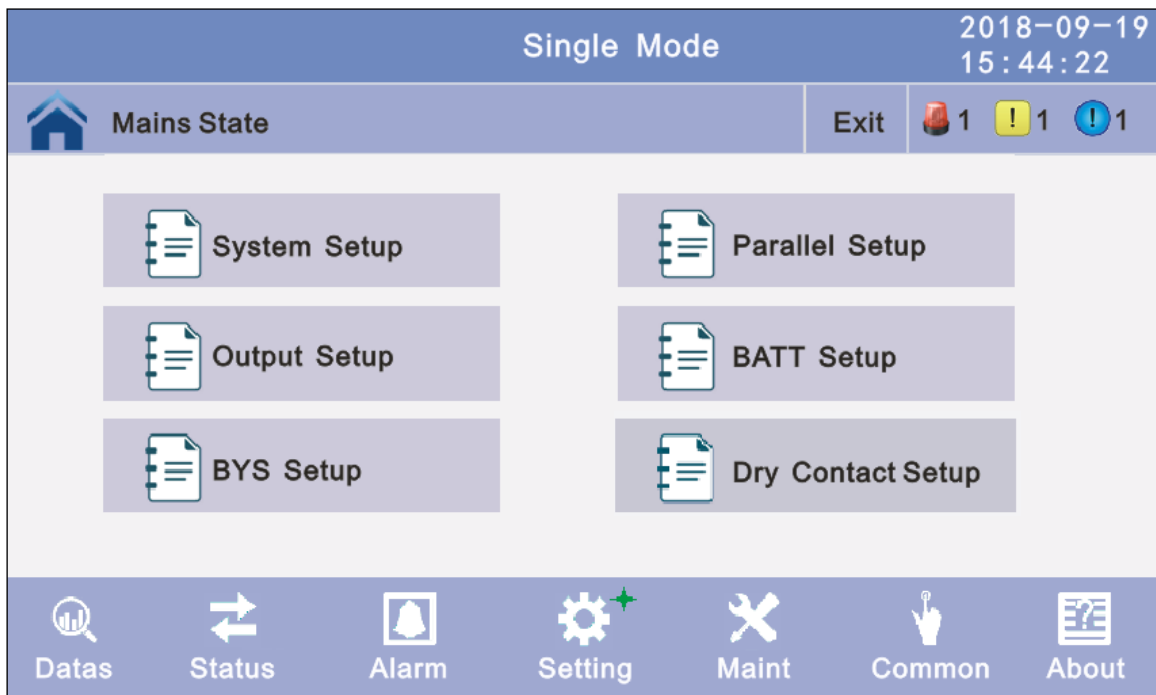 Single Mode
2018-09-19
15:44:22
Mains State
Exit
1
! 1
! 1
System Setup
Parallel Setup
Output Setup
BATT Setup
BYS Setup
Dry Contact Setup
?
Datas
Status
Alarm
Setting
Maint
Common
About